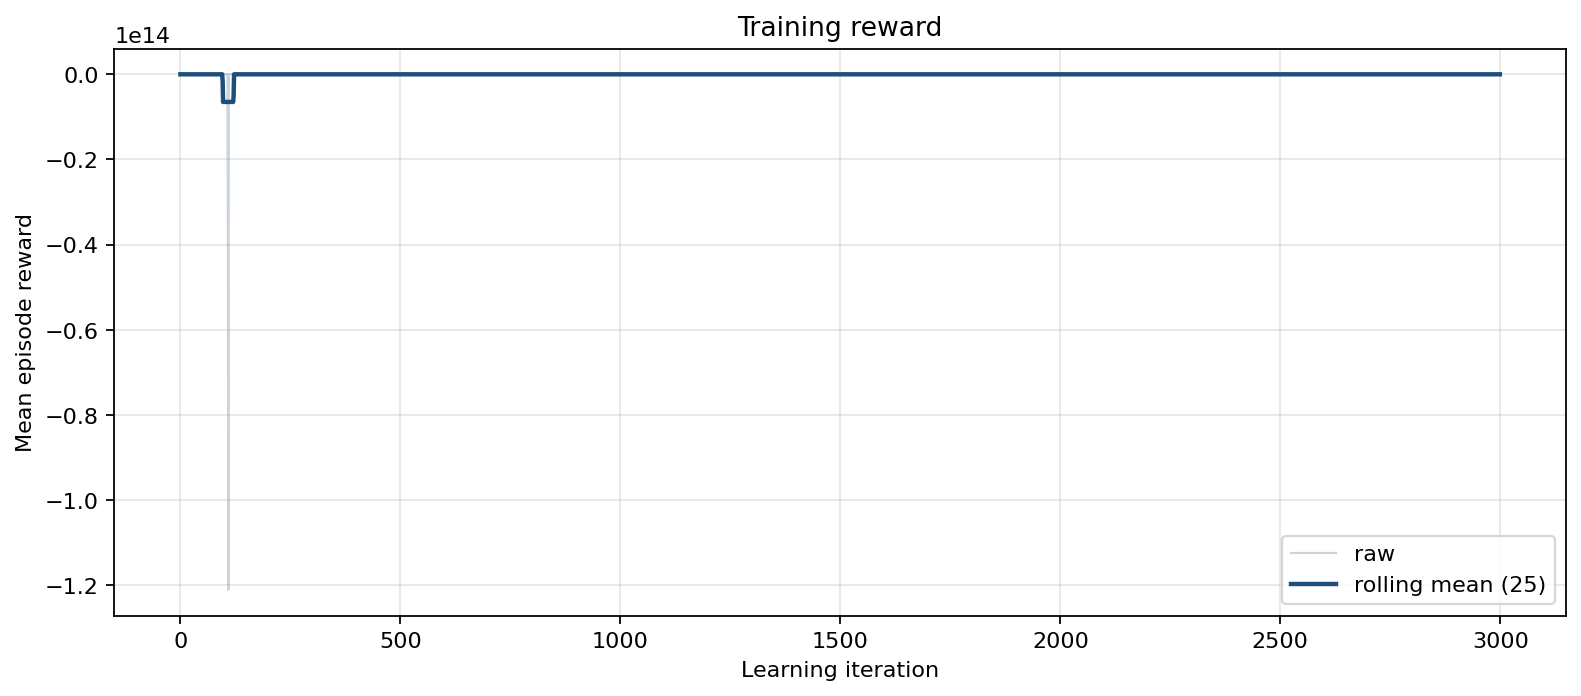 Training reward
1e14
0.0
−0.2
−0.4
−0.6
−0.8
−1.0
−1.2
Mean episode reward
raw
rolling mean (25)
0 500 1000 1500 2000 2500 3000
Learning iteration